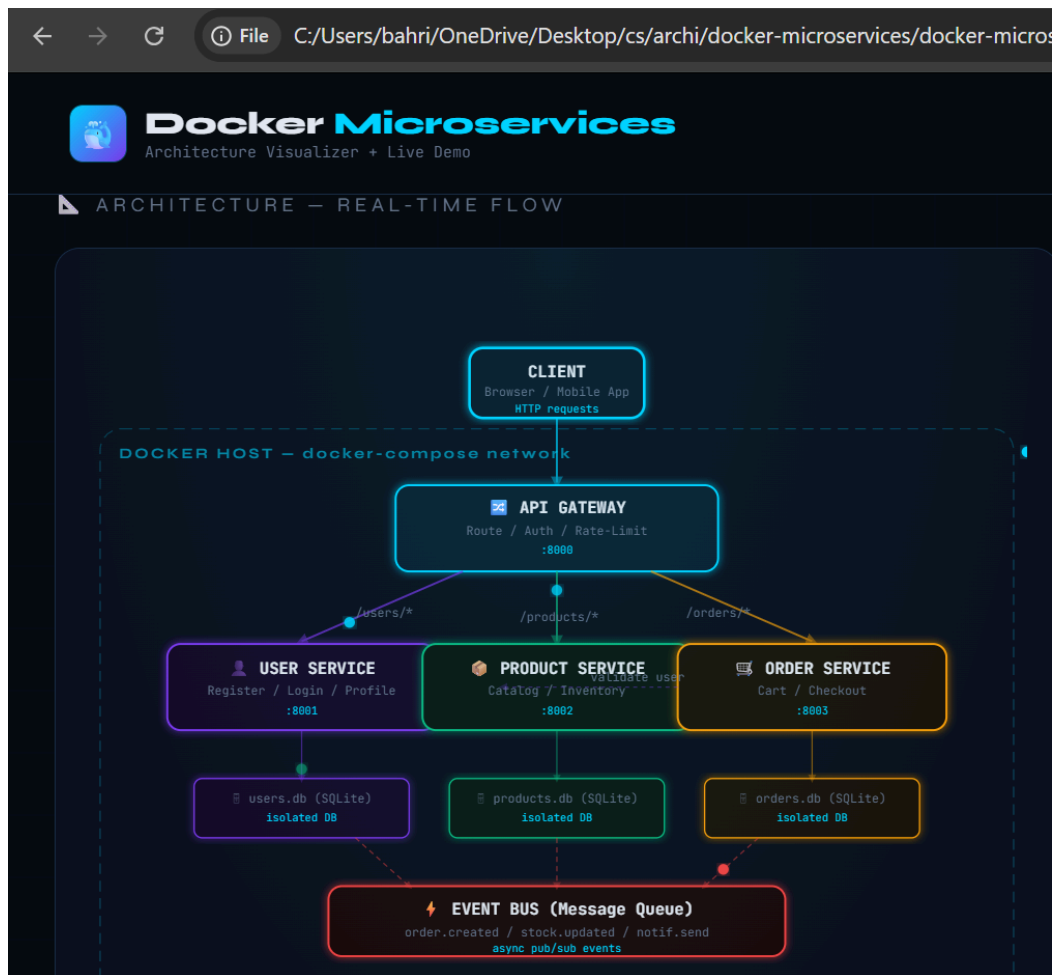 File C:/Users/bahri/OneDrive/Desktop/cs/archi/docker-microservices/docker-micros
Docker Microservices
Architecture Visualizer + Live Demo
ARCHITECTURE — REAL-TIME FLOW
CLIENT
Browser / Mobile App
HTTP requests
DOCKER HOST — docker-compose network
API GATEWAY
Route / Auth / Rate-Limit
:8000
/users/*
/products/*
/orders/*
USER SERVICE
Register / Login / Profile
:8001
PRODUCT SERVICE
validate user
Catalog / Inventory
:8002
ORDER SERVICE
Cart / Checkout
:8003
users.db (SQLite)
isolated DB
products.db (SQLite)
isolated DB
orders.db (SQLite)
isolated DB
EVENT BUS (Message Queue)
order.created / stock.updated / notif.send
async pub/sub events